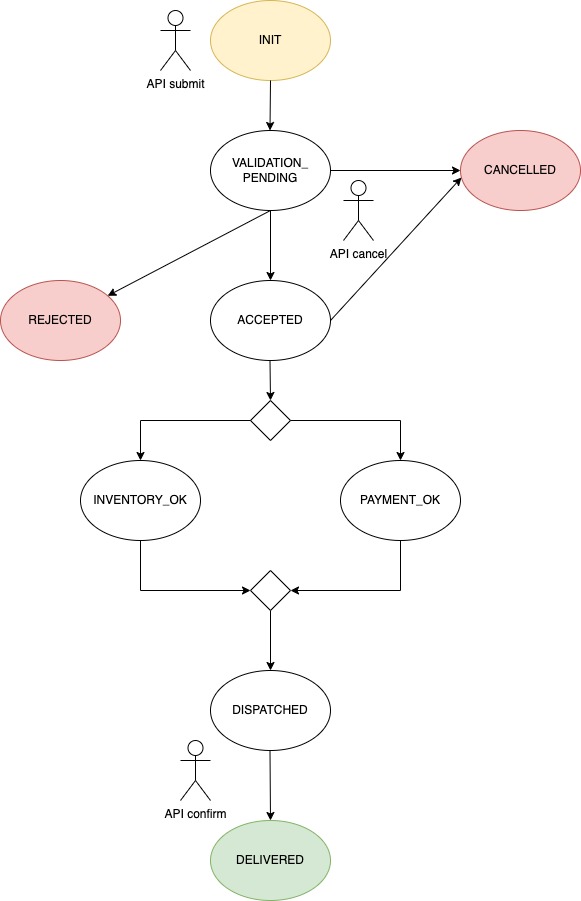 INIT
API submit
VALIDATION_
PENDING
CANCELLED
API cancel
REJECTED
ACCEPTED
INVENTORY_OK
PAYMENT_OK
DISPATCHED
API confirm
DELIVERED